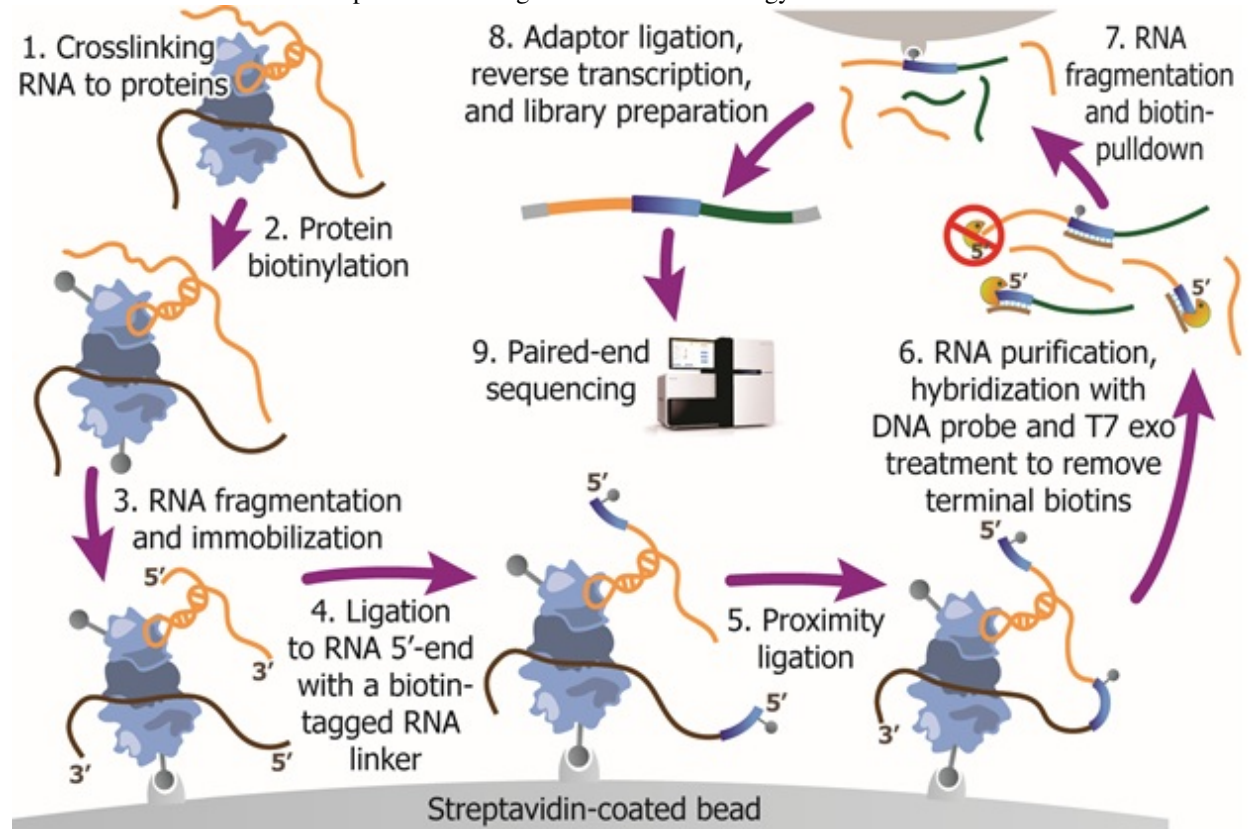 1. Crosslinking
RNA to proteins
2. Protein
biotinylation
3. RNA fragmentation
and immobilization
5′
3′
3′
5′
4. Ligation
to RNA 5′-end
with a biotin-
tagged RNA
linker
5′
5′
5. Proximity
ligation
5′
3′
6. RNA purification,
hybridization with
DNA probe and T7 exo
treatment to remove
terminal biotins
5′
5′
5′
7. RNA
fragmentation
and biotin-
pulldown
8. Adaptor ligation,
reverse transcription,
and library preparation
9. Paired-end
sequencing
Streptavidin-coated bead